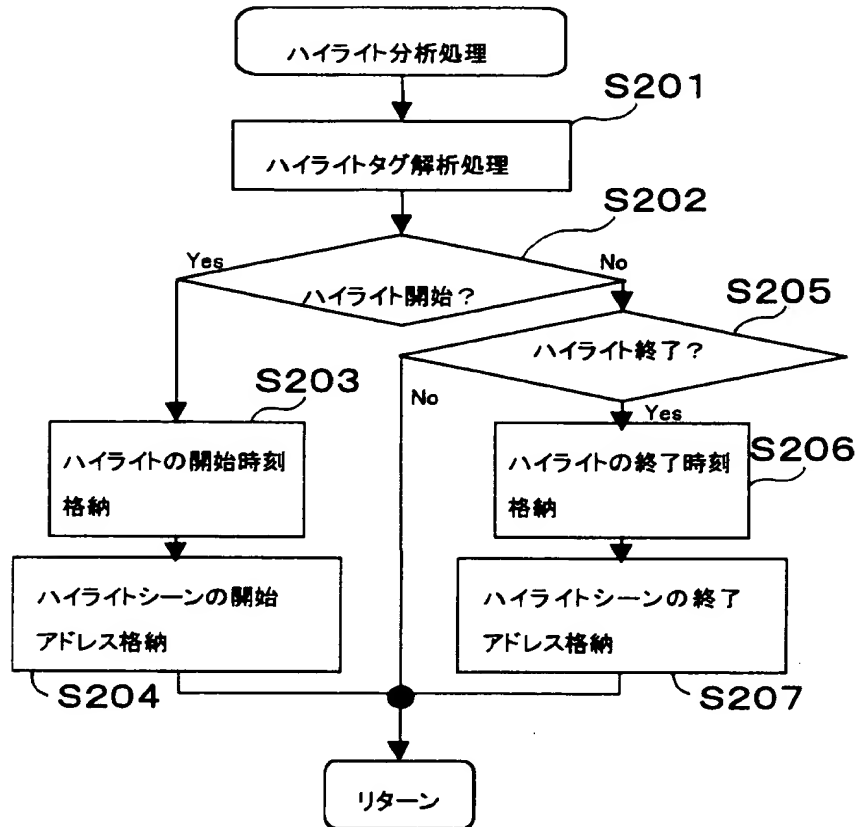 ハイライト分析処理
S201
ハイライトタグ解析処理
S202
Yes
No
ハイライト開始？
S205
ハイライト終了？
S203
No
Yes
ハイライトの開始時刻
格納
S206
ハイライトの終了時刻
格納
ハイライトシーンの開始
アドレス格納
S204
ハイライトシーンの終了
アドレス格納
S207
リターン